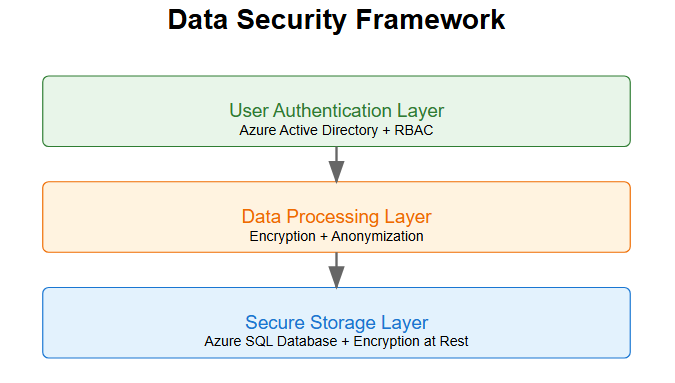 Data Security Framework
User Authentication Layer
Azure Active Directory + RBAC
Data Processing Layer
Encryption + Anonymization
Secure Storage Layer
Azure SQL Database + Encryption at Rest